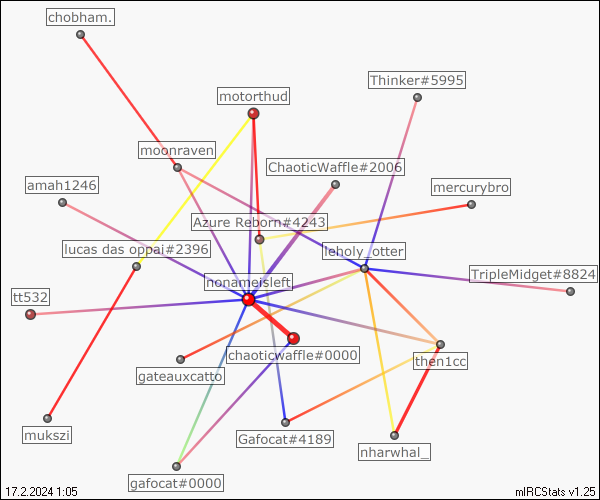 chobham.
Thinker#5995
motorthud
moonraven
ChaoticWaffle#2006
amah1246
mercurybro
Azure Reborn#4243
lucas das oppai#2396
leholy_otter
nonameisleft
TripleMidget#8824
tt532
chaoticwaffle#0000
then1cc
gateauxcatto
mukszi
Gafocat#4189
nharwhal_
gafocat#0000
17.2.2024 1:05
mIRCStats v1.25